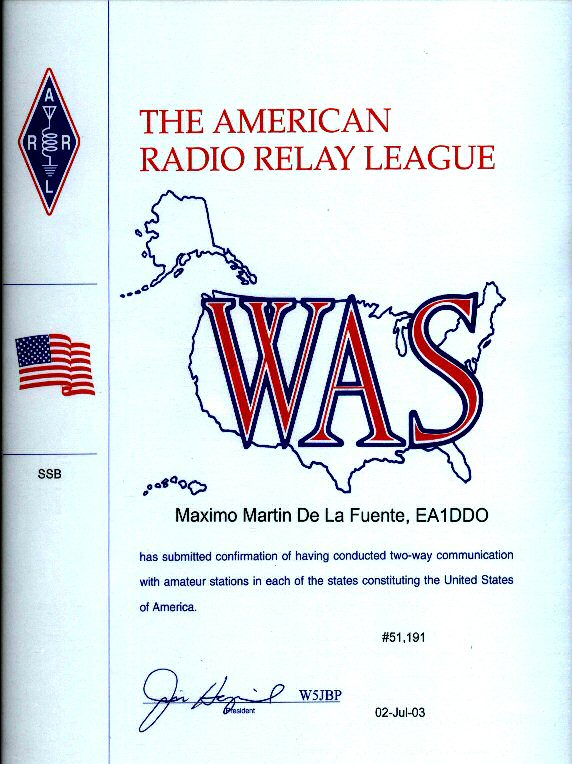 A
R R
L
THE AMERICAN
RADIO RELAY LEAGUE
WAS
SSB
Maximo Martin De La Fuente, EA1DDO
has submitted confirmation of having conducted two-way communication
with amateur stations in each of the states constituting the United States
of America.
#51,191
W5JBP
President
02-Jul-03